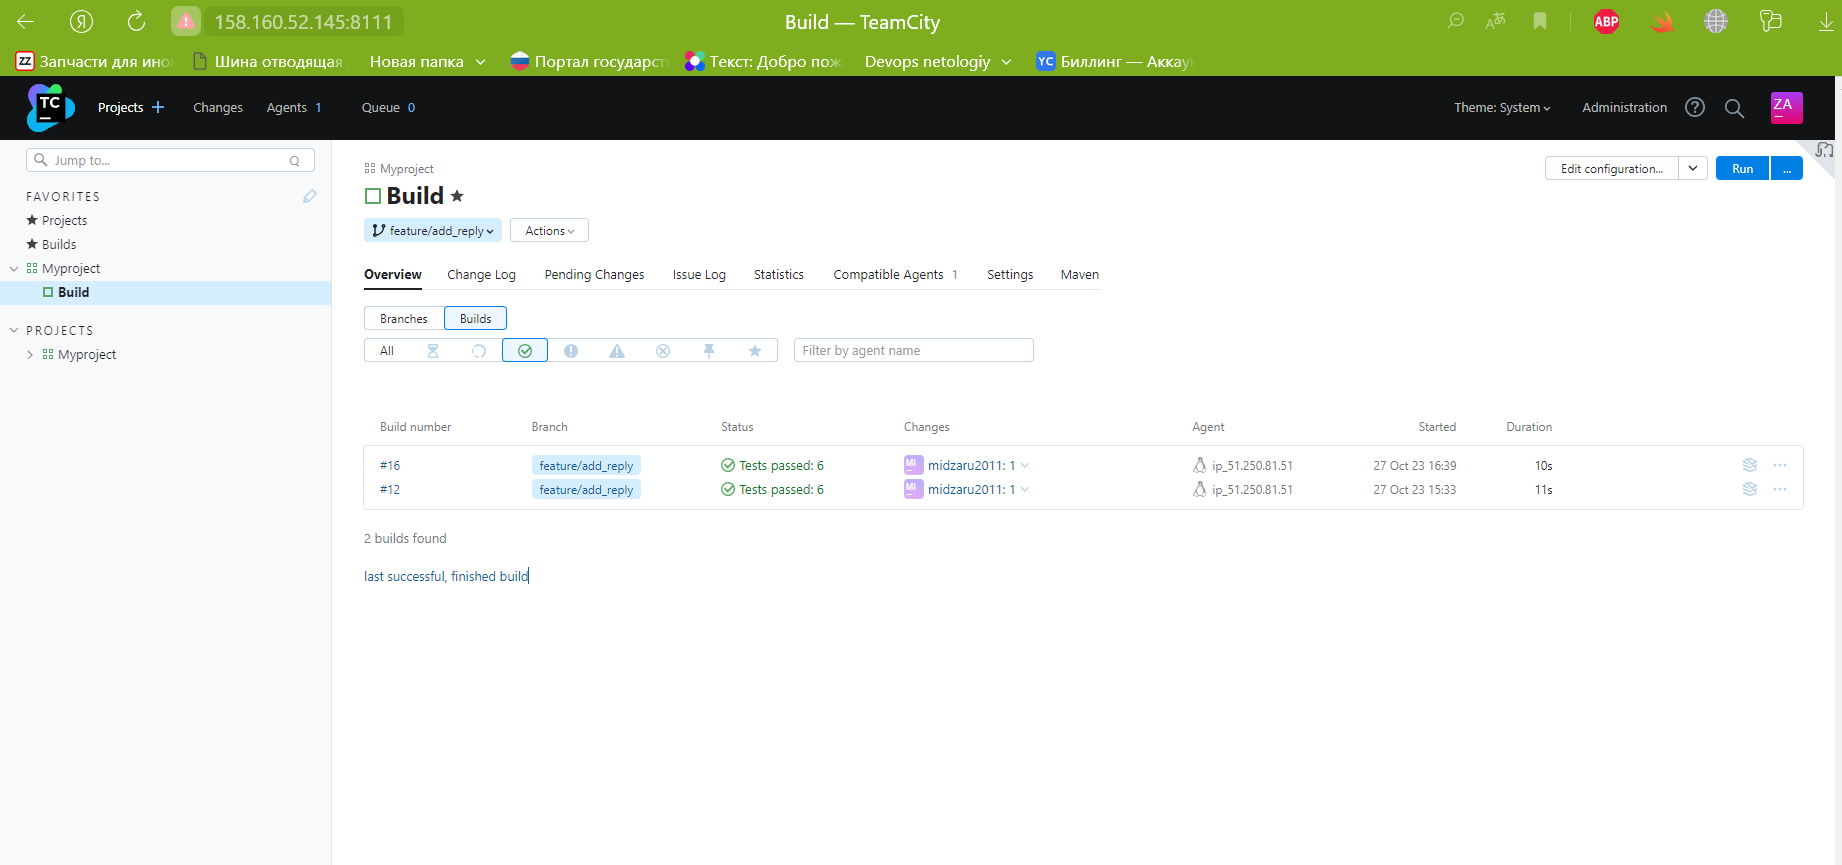 158.160.52.145:8111
Build — TeamCity
ABP
ZZ Запчасти для
Шина отводящая
Новая папка
Портал
Текст: Добро
Devops netologiy
YC Биллинг —
TC
Projects
Changes
Agents 1
Queue 0
Theme: System
Administration
ZA
Jump to... Q
FAVORITES
Projects
Builds
Myproject
Build
PROJECTS
Myproject
Myproject
Build
Edit configuration...
Run ...
feature/add_reply
Actions
Overview Change Log Pending Changes Issue Log Statistics Compatible Agents 1 Settings Maven
Branches Builds
All
Filter by agent name
Build number Branch Status Changes Agent Started Duration
#16 feature/add_reply Tests passed: 6 MI midzaru2011: 1 ip_51.250.81.51 27 Oct 23 16:39 10s
#12 feature/add_reply Tests passed: 6 MI midzaru2011: 1 ip_51.250.81.51 27 Oct 23 15:33 11s
2 builds found
last successful, finished build